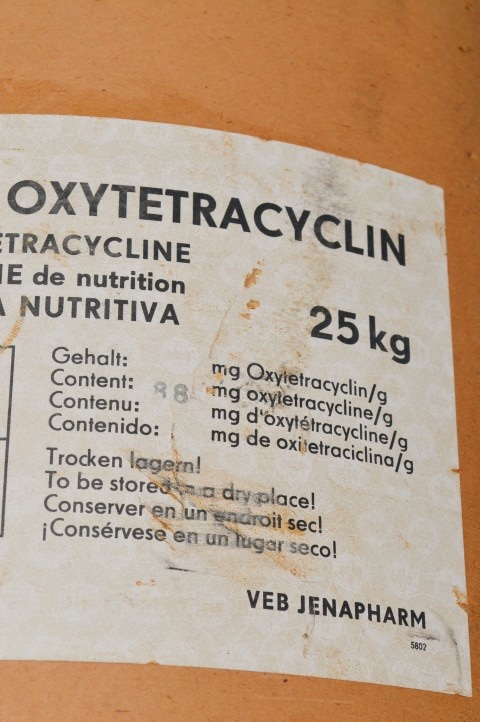 OXYTETRACYCLIN
ETRACYCLINE
NE de nutrition
A NUTRITIVA
25 kg
Gehalt: mg Oxytetracyclin/g
Content: 88 mg oxytetracycline/g
Contenu: mg d'oxytétracycline/g
Contenido: mg de oxitetraciclina/g
Trocken lagern!
To be stored in a dry place!
Conserver en un endroit sec!
¡Consérvese en un lugar seco!
VEB JENAPHARM
5802